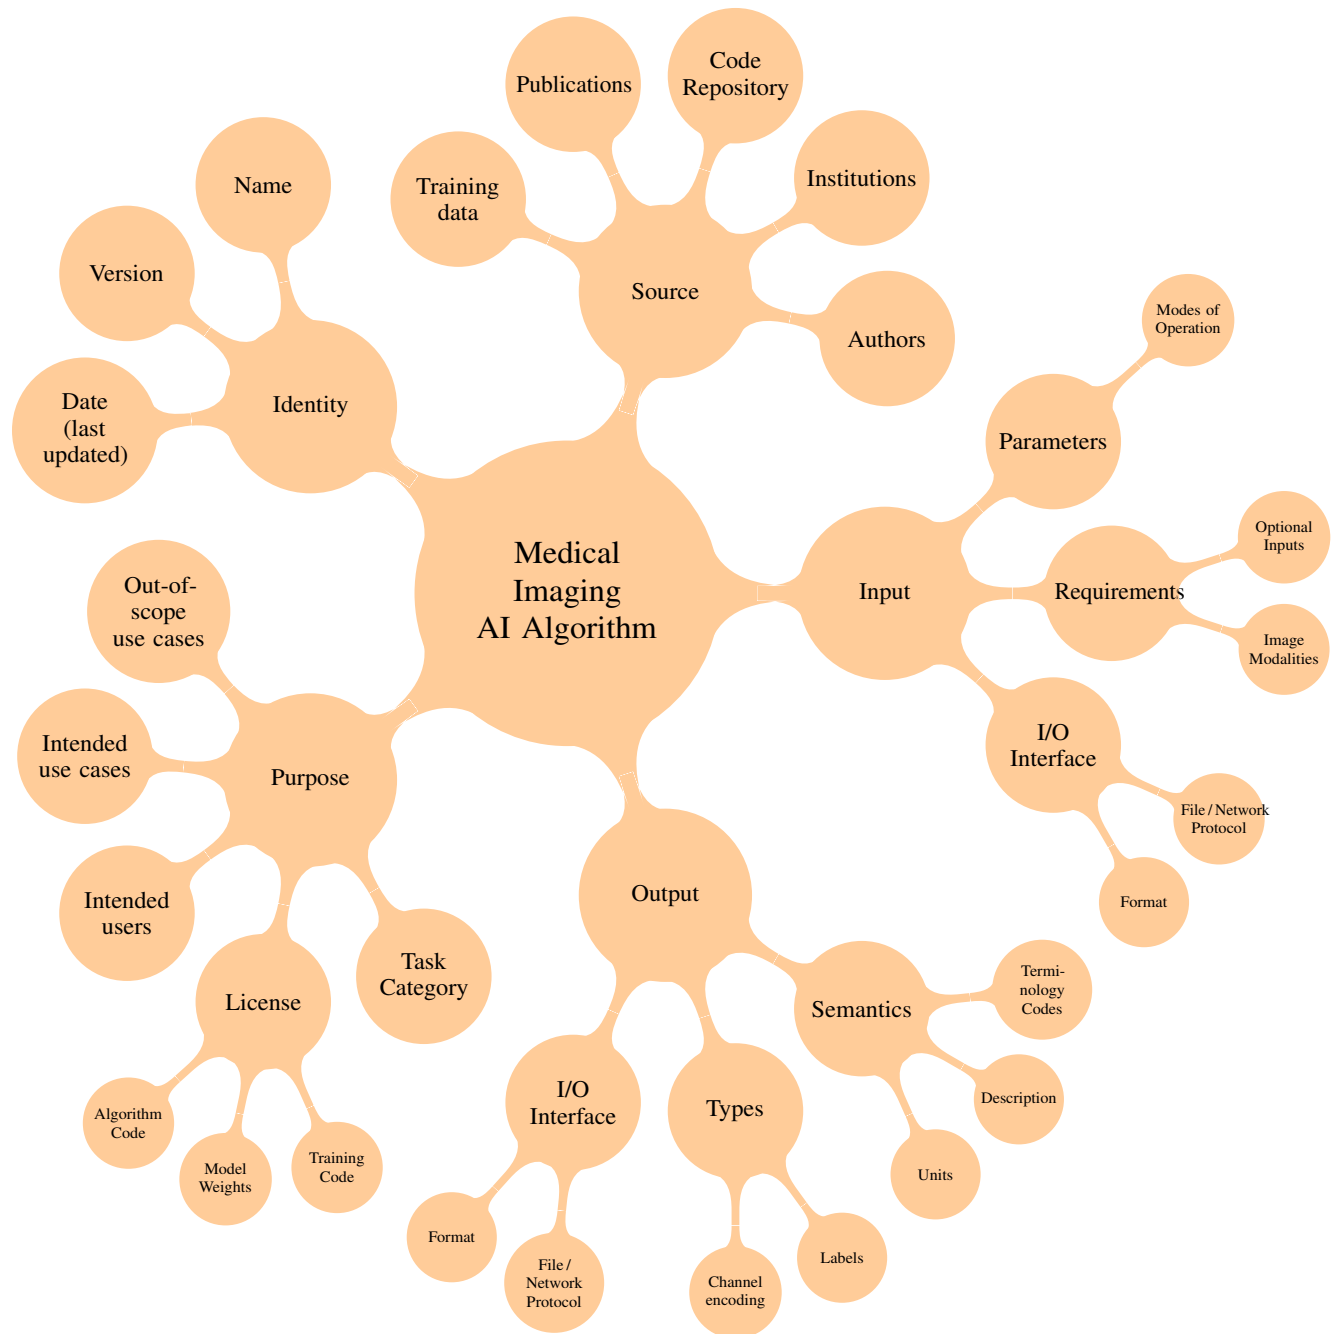 Medical
Imaging
AI Algorithm
Source
Training
data
Publications
Code
Repository
Institutions
Authors
Identity
Name
Version
Date
(last
updated)
Input
Parameters
Modes of
Operation
Requirements
Optional
Inputs
Image
Modalities
I/O
Interface
File / Network
Protocol
Format
Purpose
Out-of-
scope
use cases
Intended
use cases
Intended
users
License
Algorithm
Code
Model
Weights
Training
Code
Task
Category
Output
Semantics
Termi-
nology
Codes
Description
Units
Types
Labels
Channel
encoding
I/O
Interface
Format
File /
Network
Protocol